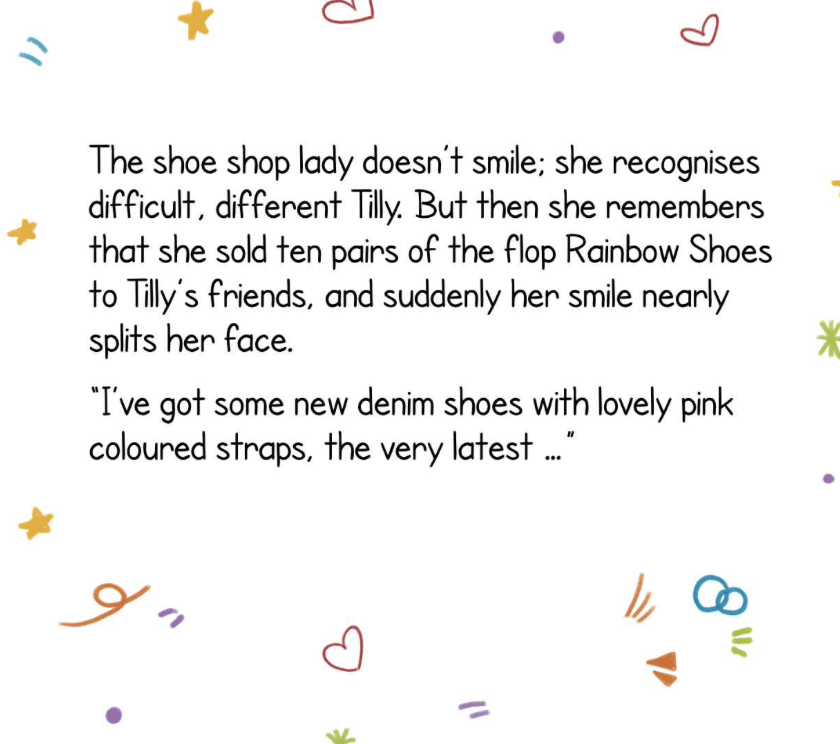 The shoe shop lady doesn't smile; she recognises
difficult, different Tilly. But then she remembers
that she sold ten pairs of the flop Rainbow Shoes
to Tilly's friends, and suddenly her smile nearly
splits her face.
"I've got some new denim shoes with lovely pink
coloured straps, the very latest ..."